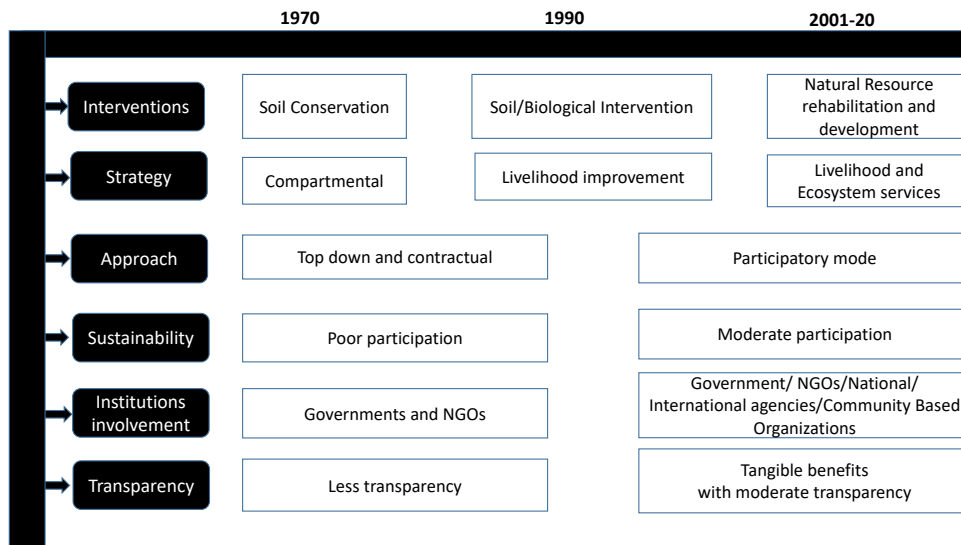 1970 1990 2001-20
Interventions
Soil Conservation
Soil/Biological Intervention
Natural Resource
rehabilitation and
development
Strategy
Compartmental
Livelihood improvement
Livelihood and
Ecosystem services
Approach
Top down and contractual
Participatory mode
Sustainability
Poor participation
Moderate participation
Institutions
involvement
Governments and NGOs
Government/ NGOs/National/
International agencies/Community Based
Organizations
Transparency
Less transparency
Tangible benefits
with moderate transparency